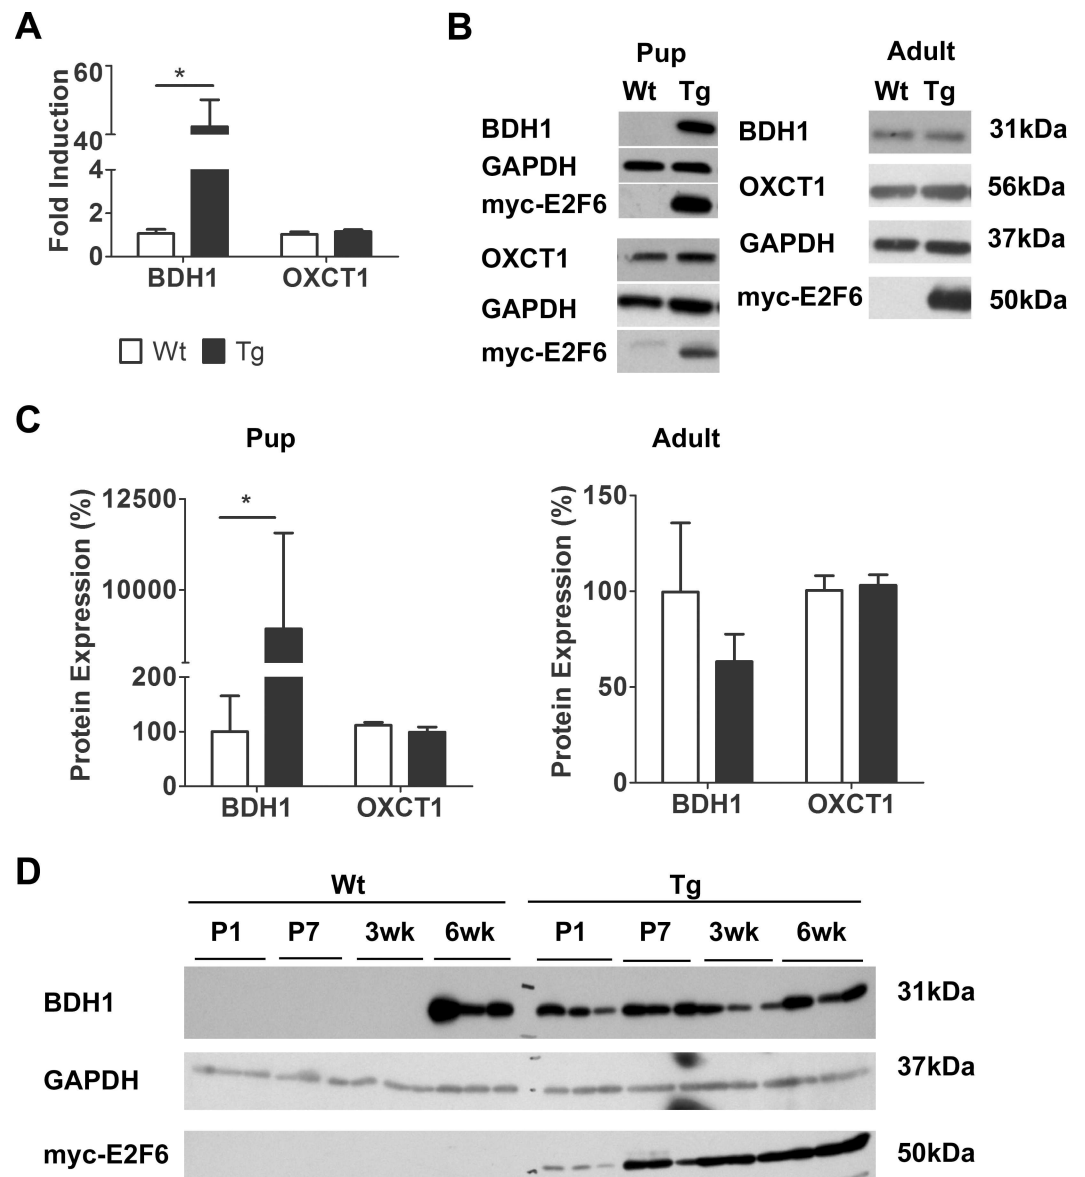 A
Fold Induction
60
40
4
2
0
*
BDH1 OXCT1
Wt Tg
B
Pup
Wt Tg
BDH1
GAPDH
myc-E2F6
OXCT1
GAPDH
myc-E2F6
Adult
Wt Tg
BDH1 31kDa
OXCT1 56kDa
GAPDH 37kDa
myc-E2F6 50kDa
C
Pup
Protein Expression (%)
12500
10000
200
100
0
*
BDH1 OXCT1
Adult
Protein Expression (%)
150
100
50
0
BDH1 OXCT1
D
Wt Tg
P1 P7 3wk 6wk P1 P7 3wk 6wk
BDH1 31kDa
GAPDH 37kDa
myc-E2F6 50kDa